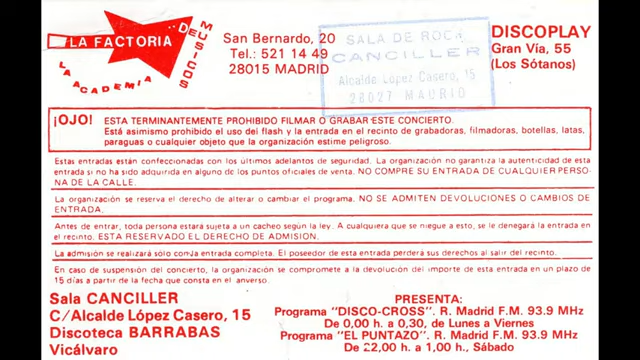 LA FACTORIA
DE MUSICOS
LA ACADEMIA
San Bernardo, 20
Tel.: 521 14 49
28015 MADRID
SALA DE ROCK
CANCILLER
Alcalde López Casero, 15
28027 MADRID
DISCOPLAY
Gran Vía, 55
(Los Sótanos)
¡OJO! ESTA TERMINANTEMENTE PROHIBIDO FILMAR O GRABAR ESTE CONCIERTO.
Está asimismo prohibido el uso del flash y la entrada en el recinto de grabadoras, filmadoras, botellas, latas,
paraguas o cualquier objeto que la organización estime peligroso.
Estas entradas están confeccionadas con los últimos adelantos de seguridad. La organización no garantiza la autenticidad de esta
entrada si no ha sido adquirida en alguno de los puntos oficiales de venta. NO COMPRE SU ENTRADA DE CUALQUIER PERSO-
NA DE LA CALLE.
La organización se reserva el derecho de alterar o cambiar el programa. NO SE ADMITEN DEVOLUCIONES O CAMBIOS DE
ENTRADA.
Antes de entrar, toda persona estará sujeta a un cacheo según la ley. A cualquiera que se niegue a esto, se le denegará la entrada en
el recinto. ESTA RESERVADO EL DERECHO DE ADMISION.
La admisión se realizará sólo con la entrada completa. El poseedor de esta entrada perderá sus derechos al salir del recinto.
En caso de suspensión del concierto, la organización se compromete a la devolución del importe de esta entrada en un plazo de
15 días a partir de la fecha que consta en el anverso.
Sala CANCILLER
C/Alcalde López Casero, 15
Discoteca BARRABAS
Vicálvaro
PRESENTA:
Programa "DISCO-CROSS". R. Madrid F.M. 93.9 MHz
De 0,00 h. a 0,30, de Lunes a Viernes
Programa "EL PUNTAZO". R. Madrid F.M. 93.9 MHz
De 22,00 h. a 1,00 h., Sábado